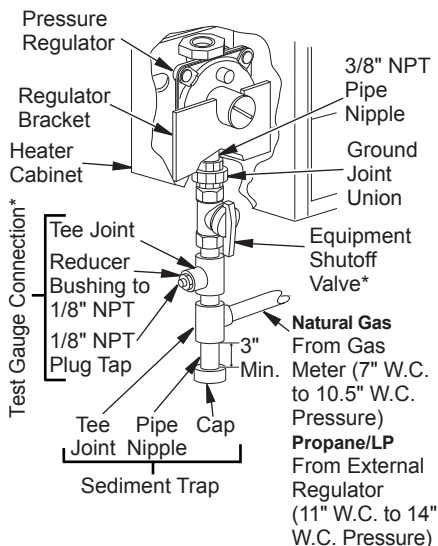 Pressure
Regulator
Regulator
Bracket
Heater
Cabinet
3/8" NPT
Pipe
Nipple
Ground
Joint
Union
Equipment
Shutoff
Valve*
Test Gauge Connection*
Tee Joint
Reducer
Bushing to
1/8" NPT
1/8" NPT
Plug Tap
3"
Min.
Tee
Joint
Pipe
Nipple
Cap
Sediment Trap
Natural Gas
From Gas
Meter (7" W.C.
to 10.5" W.C.
Pressure)
Propane/LP
From External
Regulator
(11" W.C. to 14"
W.C. Pressure)